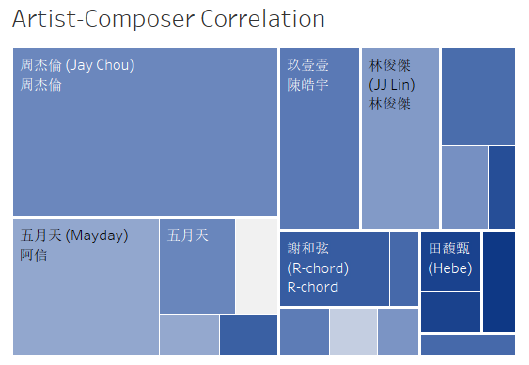 Artist-Composer Correlation
周杰倫 (Jay Chou)
周杰倫
玖壹壹
陳皓宇
林俊傑
(JJ Lin)
林俊傑
五月天 (Mayday)
阿信
五月天
謝和弦
(R-chord)
R-chord
田馥甄
(Hebe)